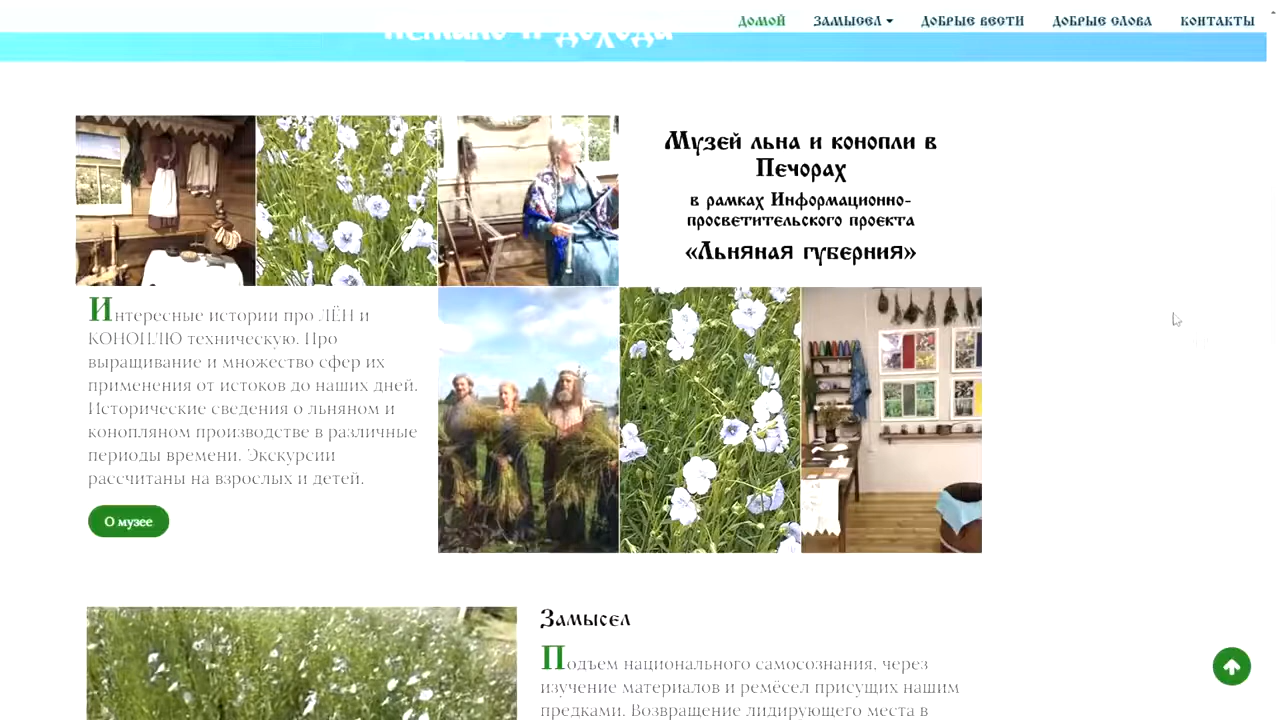 ДОМОЙ ЗАМЫСЕЛ ДОБРЫЕ ВЕСТИ ДОБРЫЕ СЛОВА КОНТАКТЫ
Музей льна и конопли в
Печорах
в рамках Информационно-
просветительского проекта
«Льняная губерния»
Интересные истории про ЛЁН и
КОНОПЛЮ техническую. Про
выращивание и множество сфер их
применения от истоков до наших дней.
Исторические сведения о льняном и
конопляном производстве в различные
периоды времени. Экскурсии
рассчитаны на взрослых и детей.
О музее
Замысел
Подъем национального самосознания, через
изучение материалов и ремёсел присущих нашим
предками. Возвращение лидирующего места в